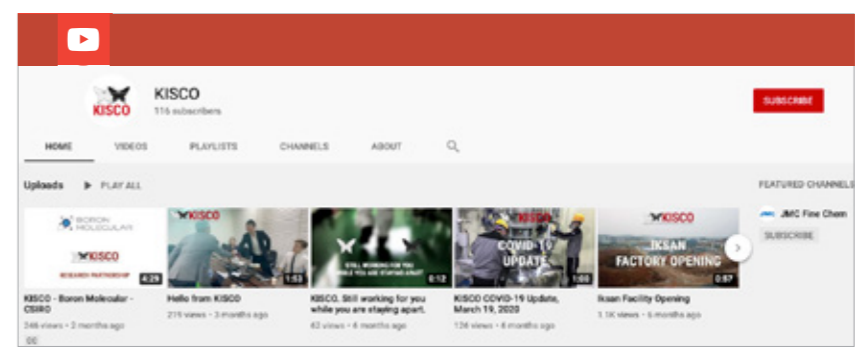 KISCO
KISCO
116 subscribers
SUBSCRIBE
HOME
VIDEOS
PLAYLISTS
CHANNELS
ABOUT
Uploads
PLAY ALL
FEATURED CHANNELS
BORON
MOLECULAR
KISCO
RESEARCH PARTNERSHIP
4:29
KISCO
1:53
STILL WORKING FOR YOU
WHILE YOU ARE STAYING APART
0:12
KISCO
COVID-19
UPDATE
1:00
KISCO
IKSAN
FACTORY OPENING
0:57
JMC Fine Chem
SUBSCRIBE
KISCO - Boron Molecular -
CSIRO
246 views • 2 months ago
CC
Hello from KISCO
219 views • 3 months ago
KISCO. Still working for you
while you are staying apart.
62 views • 6 months ago
KISCO COVID-19 Update,
March 19, 2020
136 views • 6 months ago
Iksan Facility Opening
1.1K views • 6 months ago